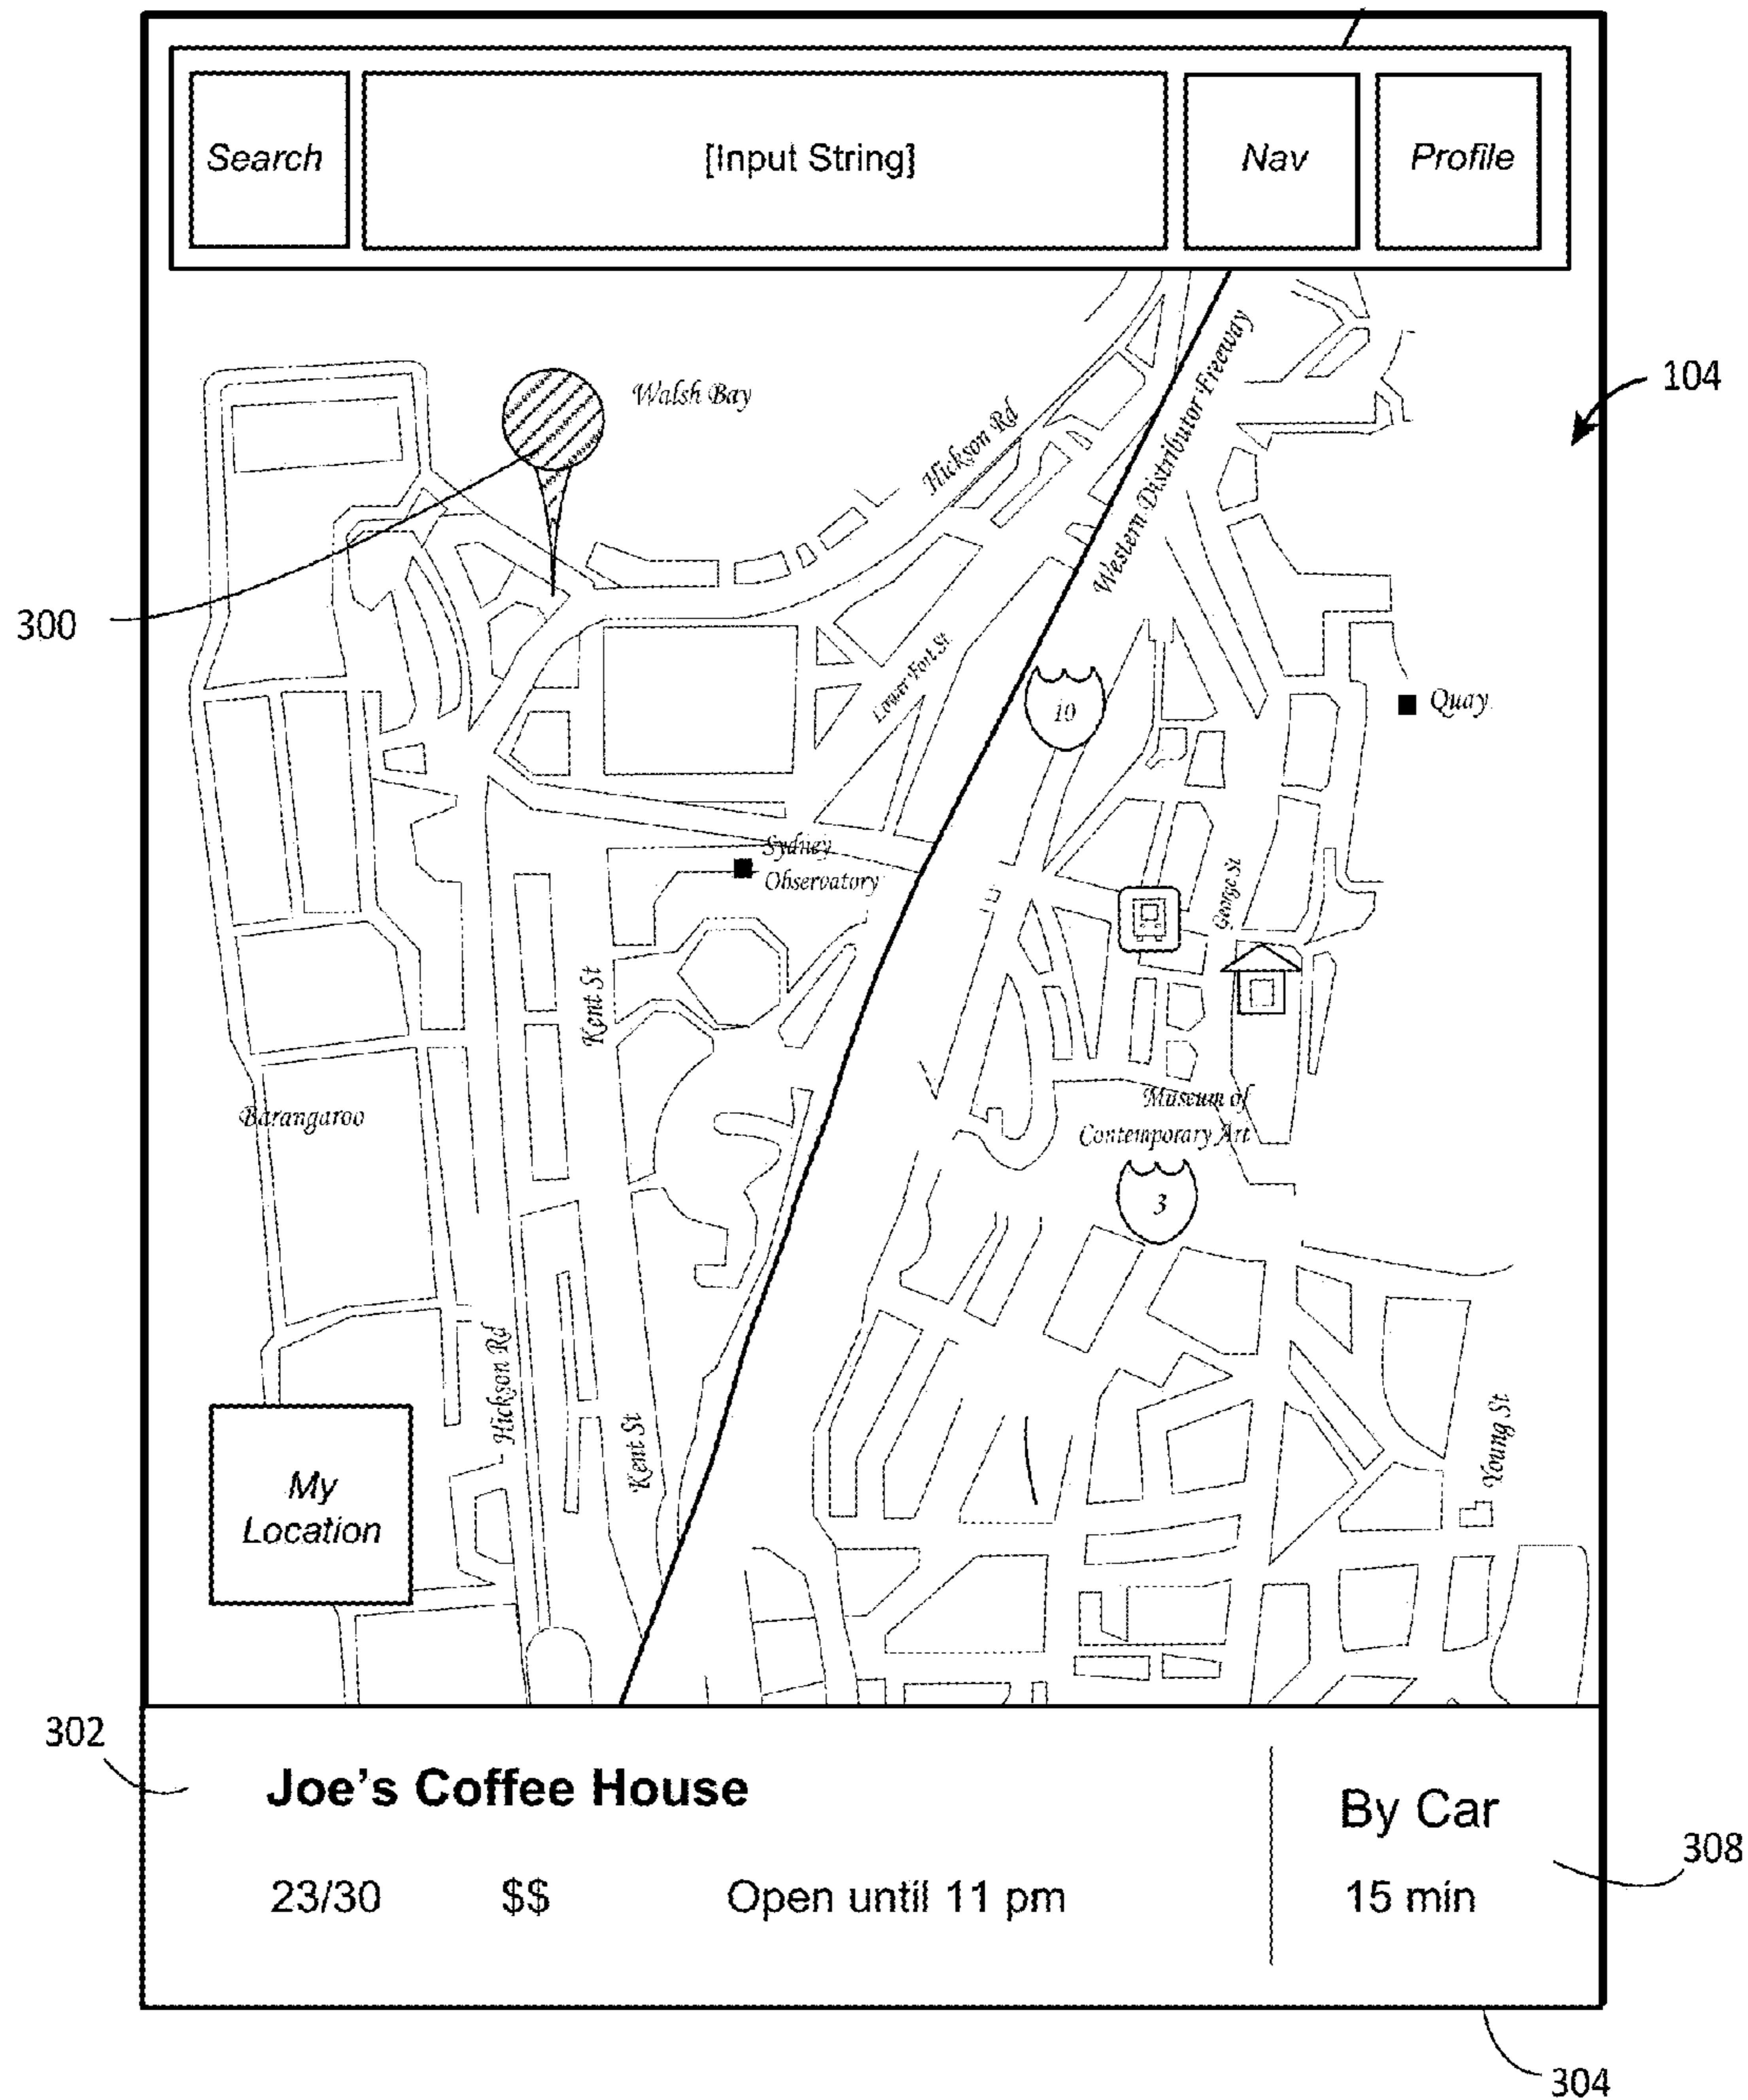 Search
[Input String]
Nav
Profile
104
Walsh Bay
Hickson Rd
Western Distributor Freeway
300
Lower Fort St
10
Quay
Sydney
Observatory
George St
Kent St
Barangaroo
Museum of
Contemporary Art
3
Hickson Rd
Kent St
Young St
My
Location
302
Joe's Coffee House
By Car
308
23/30
$$
Open until 11 pm
15 min
304